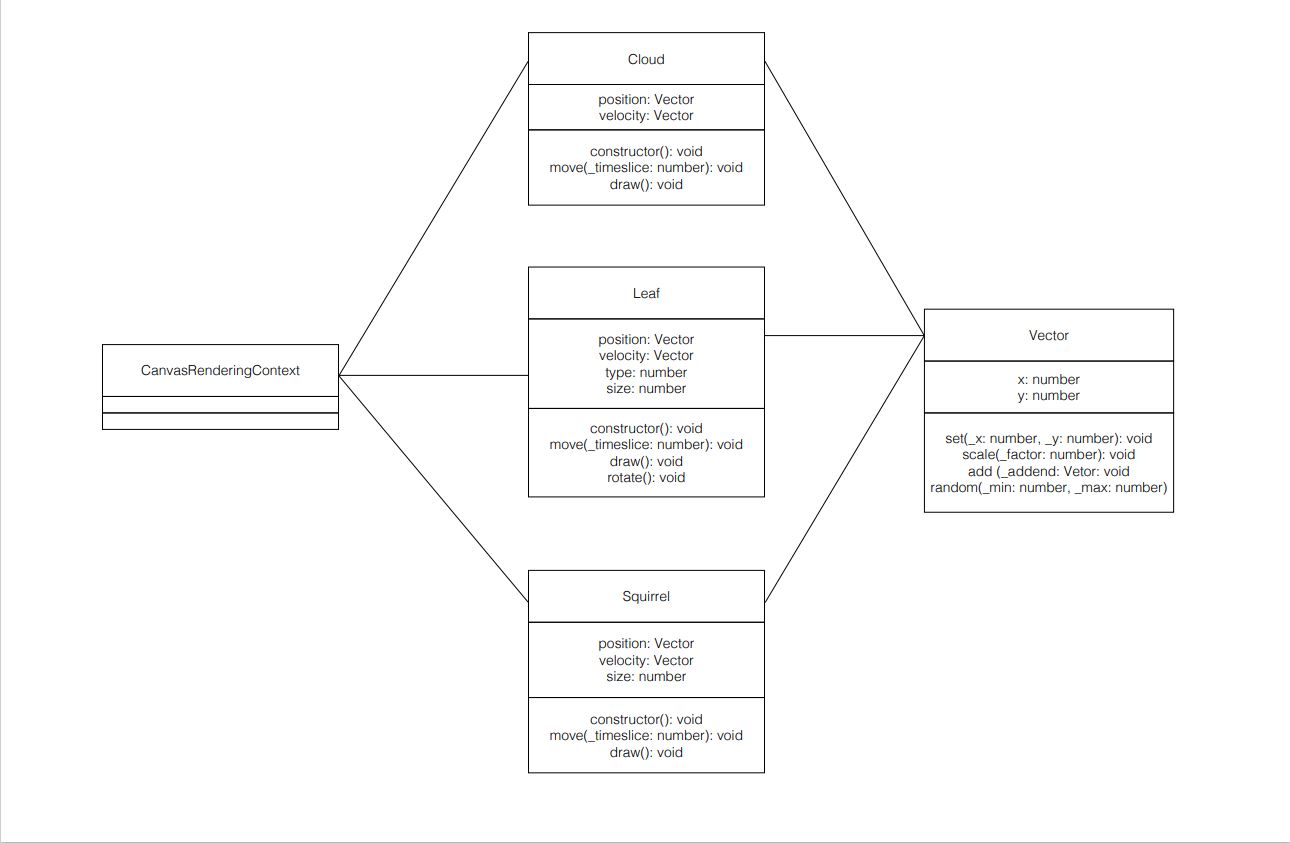 Cloud
position: Vector
velocity: Vector
constructor(): void
move(_timeslice: number): void
draw(): void
Leaf
position: Vector
velocity: Vector
type: number
size: number
constructor(): void
move(_timeslice: number): void
draw(): void
rotate(): void
CanvasRenderingContext
Vector
x: number
y: number
set(_x: number, _y: number): void
scale(_factor: number): void
add (_addend: Vetor: void
random(_min: number, _max: number)
Squirrel
position: Vector
velocity: Vector
size: number
constructor(): void
move(_timeslice: number): void
draw(): void